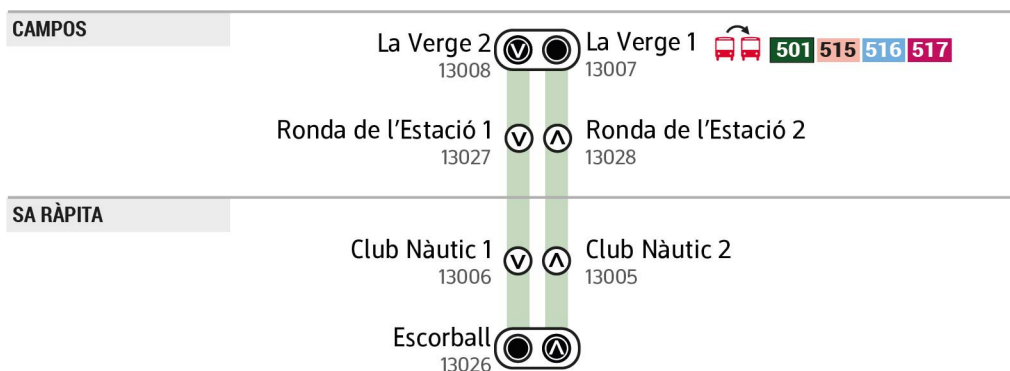 CAMPOS
La Verge 2
13008
La Verge 1
13007
501 515 516 517
Ronda de l'Estació 1
13027
Ronda de l'Estació 2
13028
SA RÀPITA
Club Nàutic 1
13006
Club Nàutic 2
13005
Escorball
13026